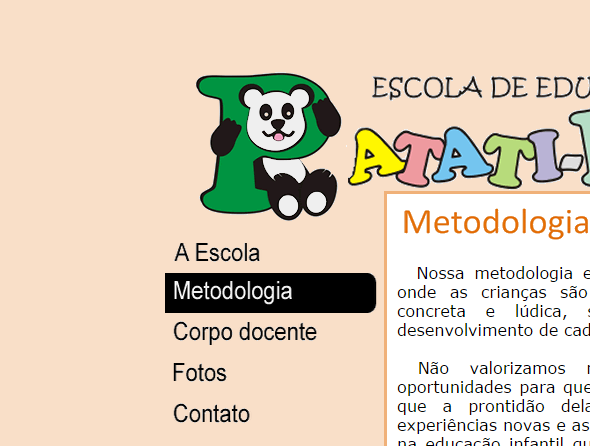 ESCOLA DE EDU
PATATI-
A Escola
Metodologia
Corpo docente
Fotos
Contato
Metodologia
Nossa metodologia e
onde as crianças são
concreta e lúdica, s
desenvolvimento de cad
Não valorizamos
oportunidades para que
que a prontidão dela
experiências novas e as
na educação infantil qu